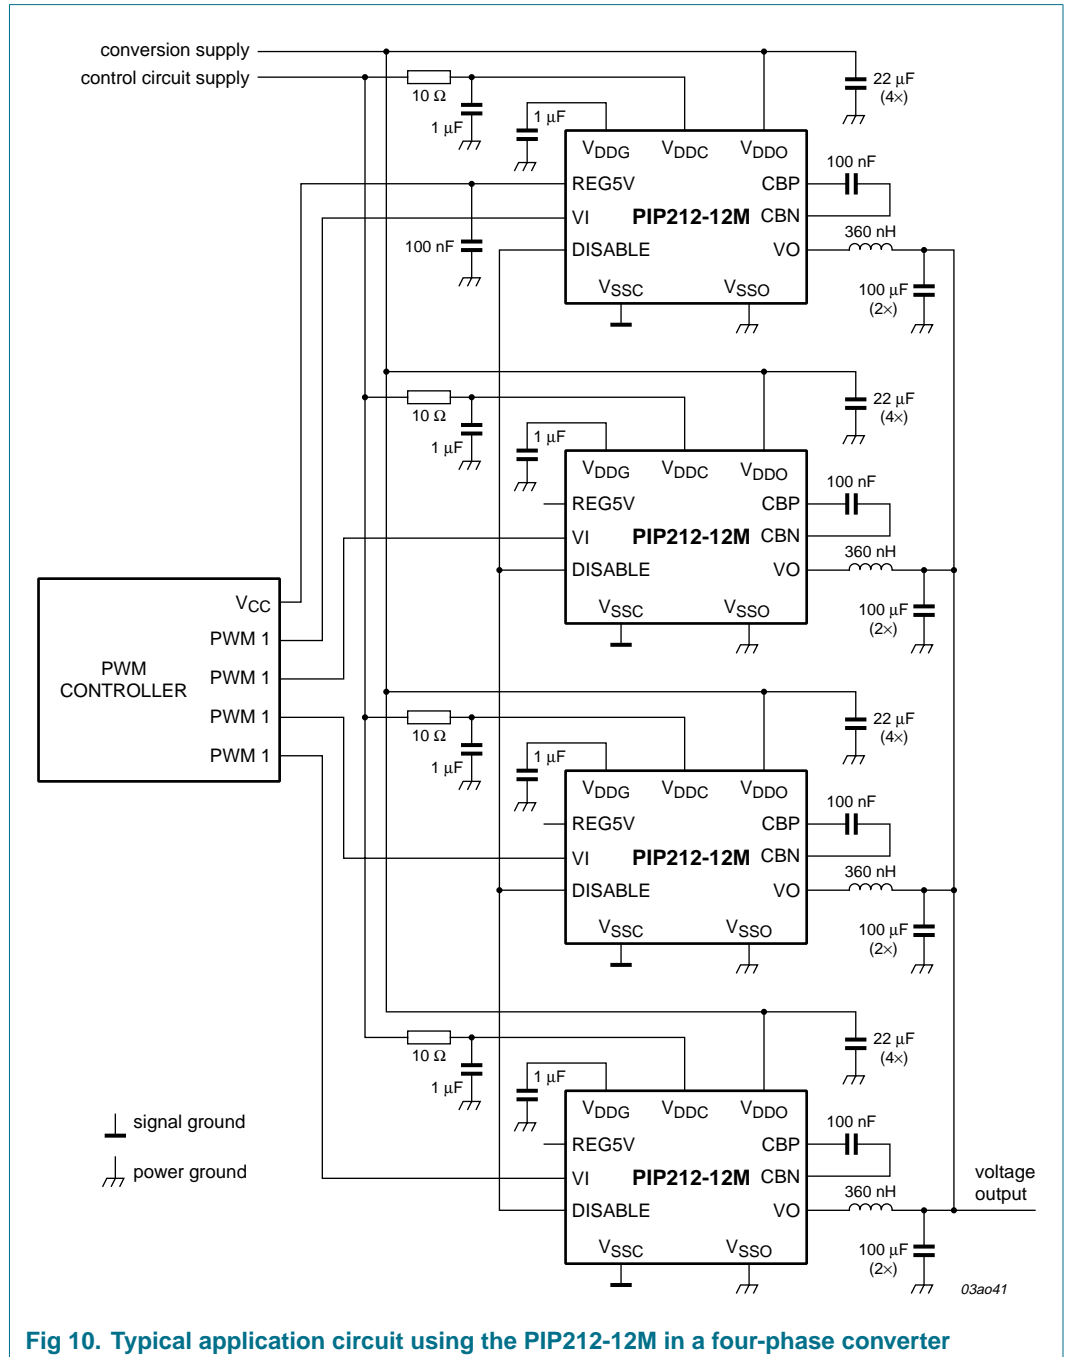 conversion supply
control circuit supply
10 Ω
1 μF
1 μF
22 μF
(4×)
VDDG VDDC VDDO
REG5V CBP
VI PIP212-12M CBN
DISABLE VO
VSSC VSSO
100 nF
100 nF
360 nH
100 μF
(2×)
10 Ω
1 μF
1 μF
22 μF
(4×)
VDDG VDDC VDDO
REG5V CBP
VI PIP212-12M CBN
DISABLE VO
VSSC VSSO
100 nF
360 nH
100 μF
(2×)
PWM
CONTROLLER
VCC
PWM 1
PWM 1
PWM 1
PWM 1
10 Ω
1 μF
1 μF
22 μF
(4×)
VDDG VDDC VDDO
REG5V CBP
VI PIP212-12M CBN
DISABLE VO
VSSC VSSO
100 nF
360 nH
100 μF
(2×)
10 Ω
1 μF
1 μF
22 μF
(4×)
VDDG VDDC VDDO
REG5V CBP
VI PIP212-12M CBN
DISABLE VO
VSSC VSSO
100 nF
360 nH
100 μF
(2×)
voltage
output
signal ground
power ground
03ao41
Fig 10. Typical application circuit using the PIP212-12M in a four-phase converter